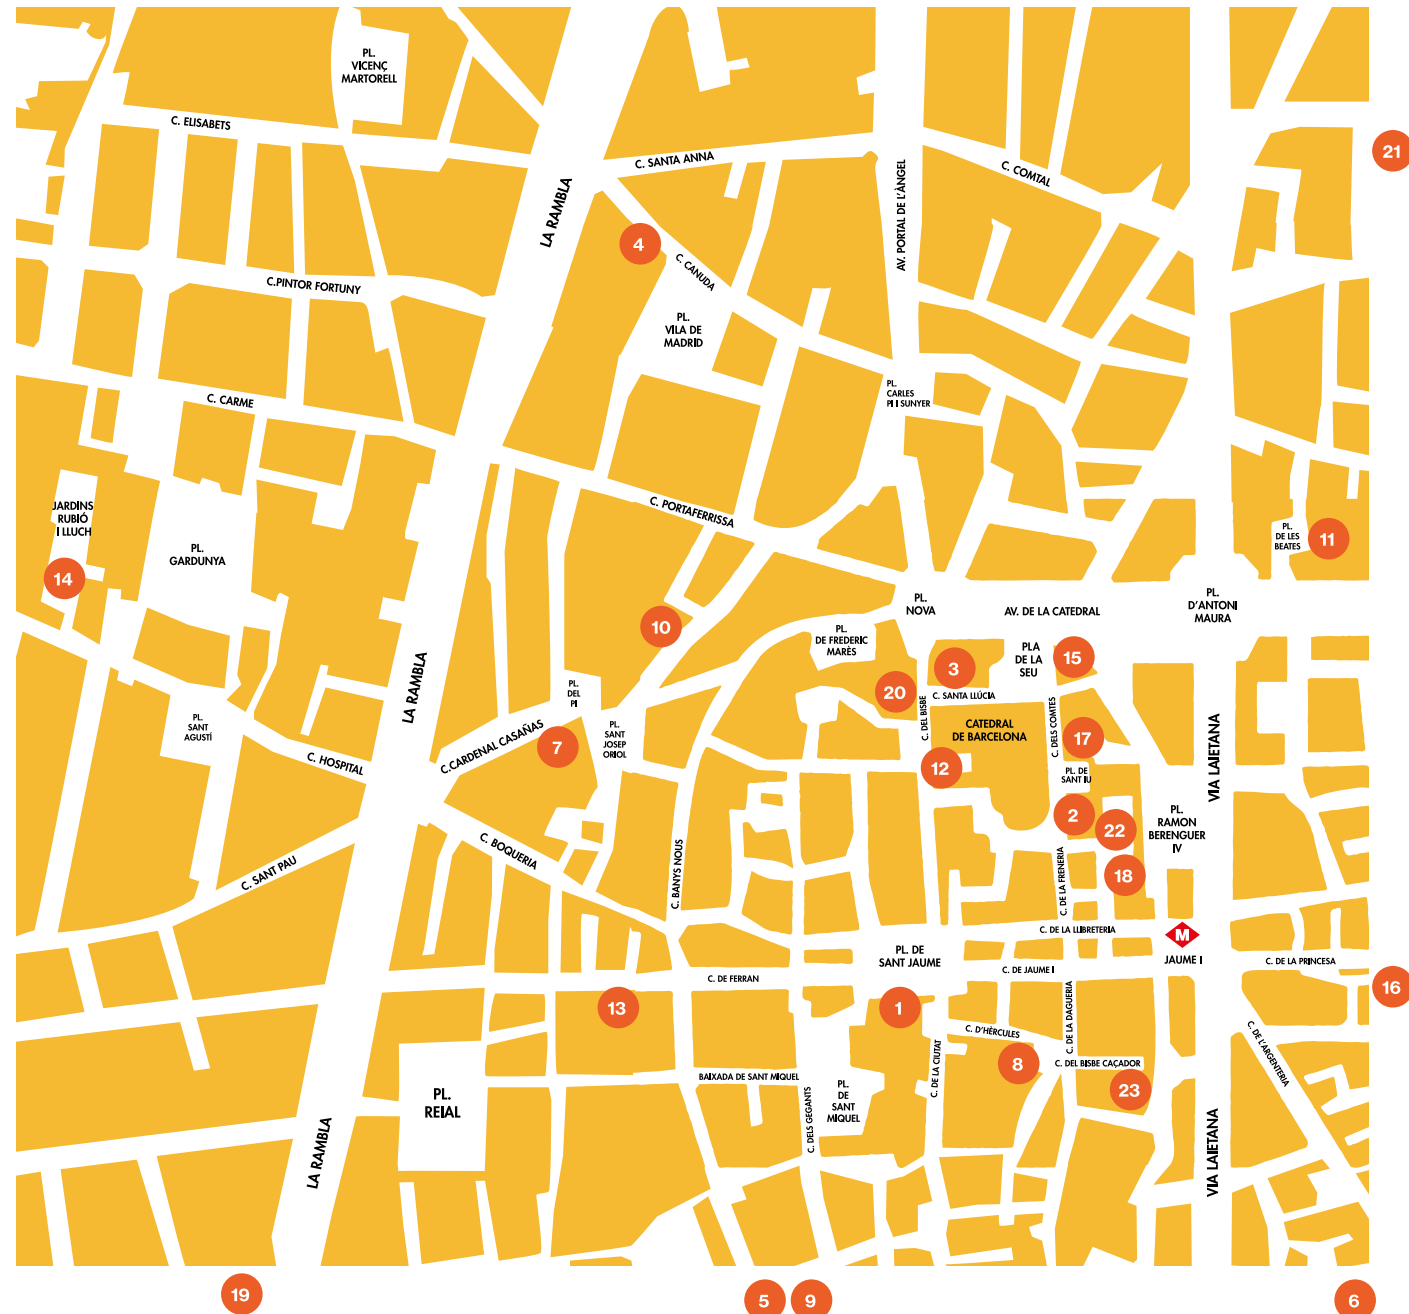 PL.
VICENÇ
MARTORELL
C. ELISABETS
C. SANTA ANNA
21
C. COMTAL
LA RAMBLA
AV. PORTAL DE L'ÀNGEL
4
C. CANUDA
C.PINTOR FORTUNY
PL.
VILA DE
MADRID
PL.
CARLES
PI I SUNYER
C. CARME
JARDINS
RUBIÓ
I LLUCH
C. PORTAFERRISSA
PL.
GARDUNYA
PL.
DE LES
BEATES
11
14
PL.
NOVA
AV. DE LA CATEDRAL
PL.
D'ANTONI
MAURA
10
PL.
DE FREDERIC
MARÈS
PLA
DE LA
SEU
15
3
LA RAMBLA
PL.
DEL
PI
20
C. SANTA LLÚCIA
C. DEL BISBE
C. DELS COMTES
PL.
SANT
AGUSTÍ
PL.
SANT
JOSEP
ORIOL
CATEDRAL
DE BARCELONA
17
C.CARDENAL CASAÑAS
7
C. HOSPITAL
12
PL. DE
SANT IU
VIA LAIETANA
2
22
PL.
RAMON
BERENGUER
IV
C. BOQUERIA
C. SANT PAU
C. BANYS NOUS
C. DE LA FRENERIA
18
C. DE LA LLIBRETERIA
M
JAUME I
PL. DE
SANT JAUME
C. DE JAUME I
C. DE LA PRINCESA
C. DE FERRAN
16
13
1
C. DE LA DAGUERIA
C. D'HÈRCULES
C. DE L'ARGENTERIA
C. DE LA CIUTAT
8
C. DEL BISBE CAÇADOR
BAIXADA DE SANT MIQUEL
23
PL.
REIAL
PL.
DE
SANT
MIQUEL
C. DELS GEGANTS
LA RAMBLA
VIA LAIETANA
19
5
9
6